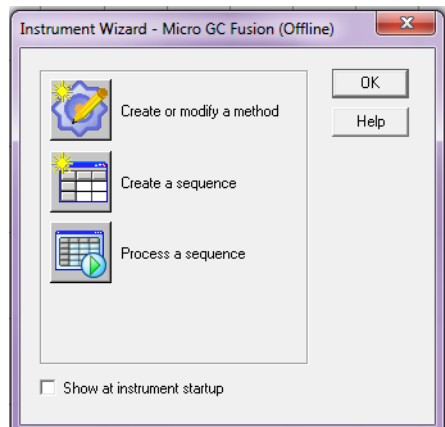 Instrument Wizard - Micro GC Fusion (Offline)
OK
Create or modify a method
Help
Create a sequence
Process a sequence
Show at instrument startup